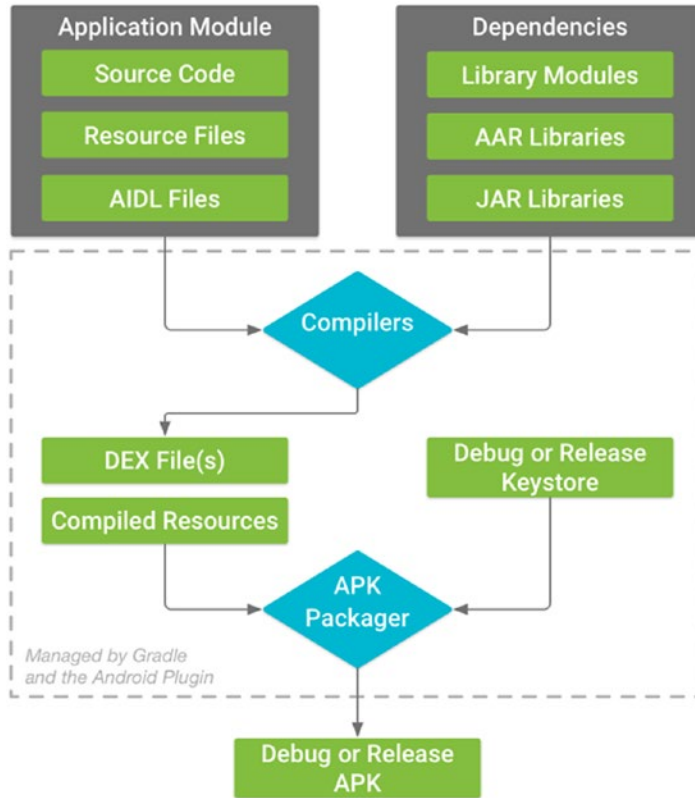 Application Module
Source Code
Resource Files
AIDL Files
Dependencies
Library Modules
AAR Libraries
JAR Libraries
Compilers
DEX File(s)
Compiled Resources
Debug or Release
Keystore
APK
Packager
Managed by Gradle
and the Android Plugin
Debug or Release
APK